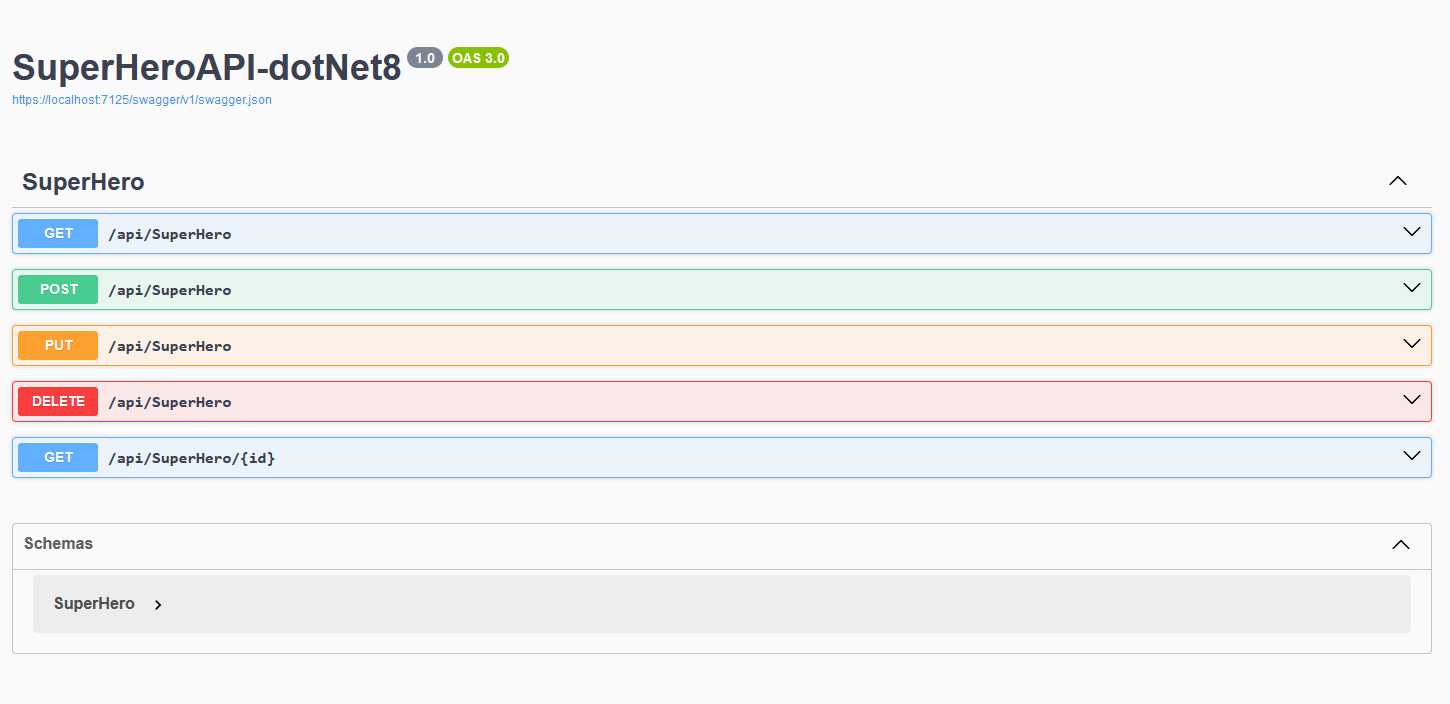 SuperHeroAPI-dotNet8 1.0 OAS 3.0
https://localhost:7125/swagger/v1/swagger.json
SuperHero
GET /api/SuperHero
POST /api/SuperHero
PUT /api/SuperHero
DELETE /api/SuperHero
GET /api/SuperHero/{id}
Schemas
SuperHero